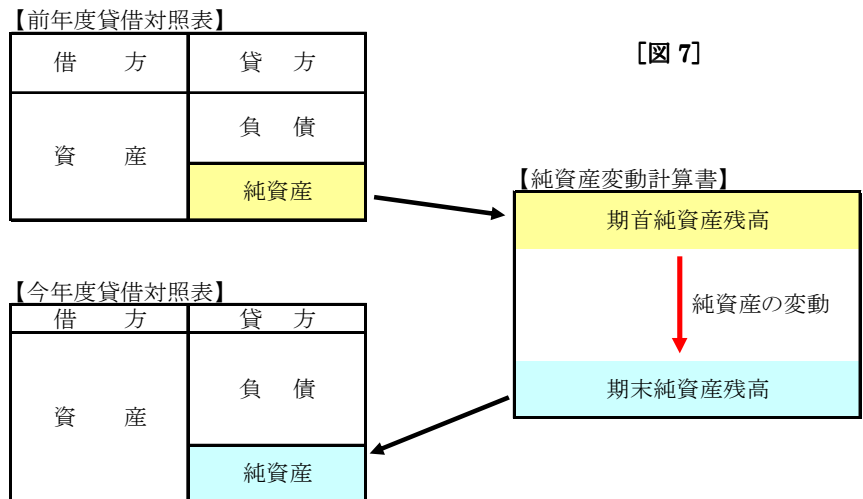 【前年度貸借対照表】
借 方 貸 方
[図 7]
負 債
資 産
純資産
【純資産変動計算書】
期首純資産残高
純資産の変動
期末純資産残高
【今年度貸借対照表】
借 方 貸 方
負 債
資 産
純資産